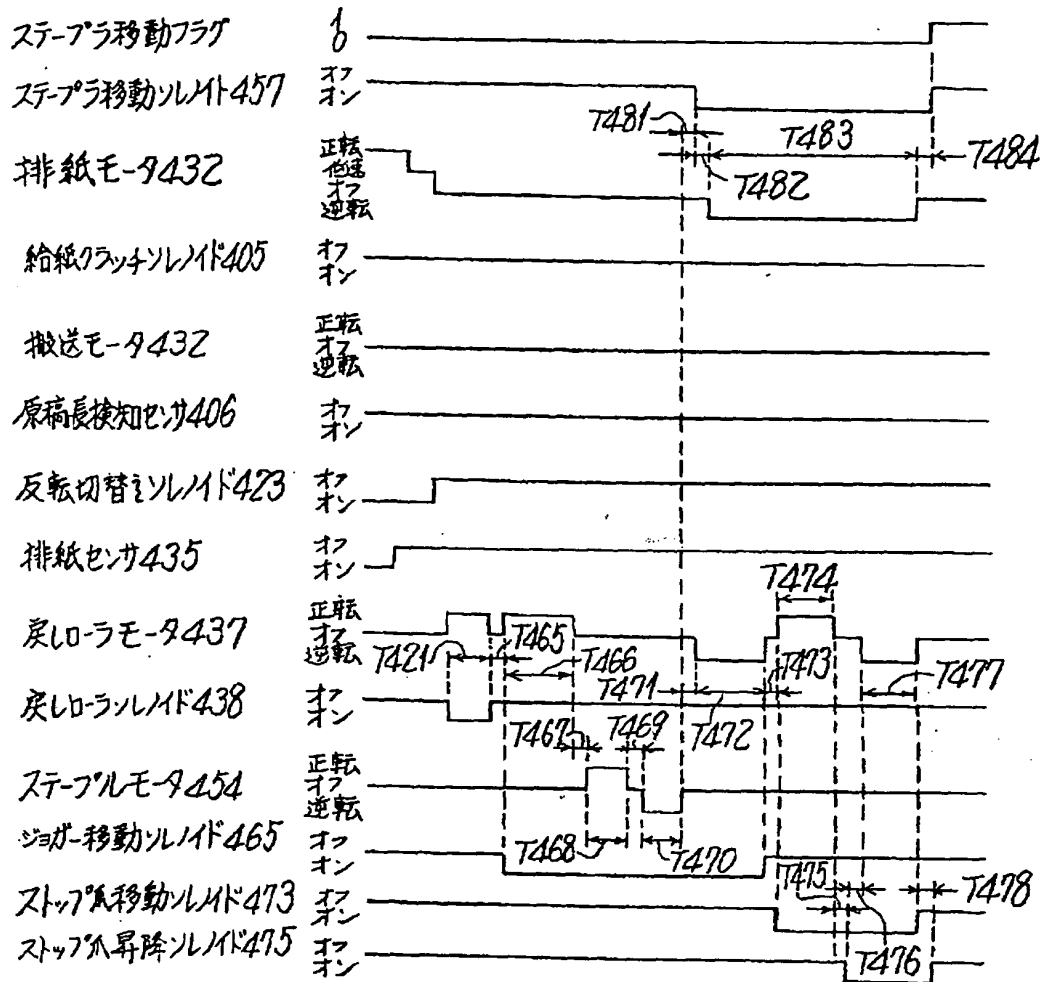 ステープラ移動フラグ 1
0
ステープラ移動ソレノイト457 オフ
オン
T481 T483 T484
T482
排紙モータ432 正転
低速
オフ
逆転
給紙クラッチソレノイド405 オフ
オン
搬送モータ432 正転
オフ
逆転
原稿長検知センサ406 オフ
オン
反転切替えソレノイド423 オフ
オン
排紙センサ435 オフ
オン
T474
戻しローラモータ437 正転
オフ
逆転
T421 T465 T466 T471 T472 T473 T477
戻しローラソレノイド438 オフ
オン
T467 T469
ステープルモータ454 正転
オフ
逆転
T468 T470
ジョガー移動ソレノイド465 オフ
オン
T475 T478
ストップ爪移動ソレノイド473 オフ
オン
T476
ストップ爪昇降ソレノイド475 オフ
オン